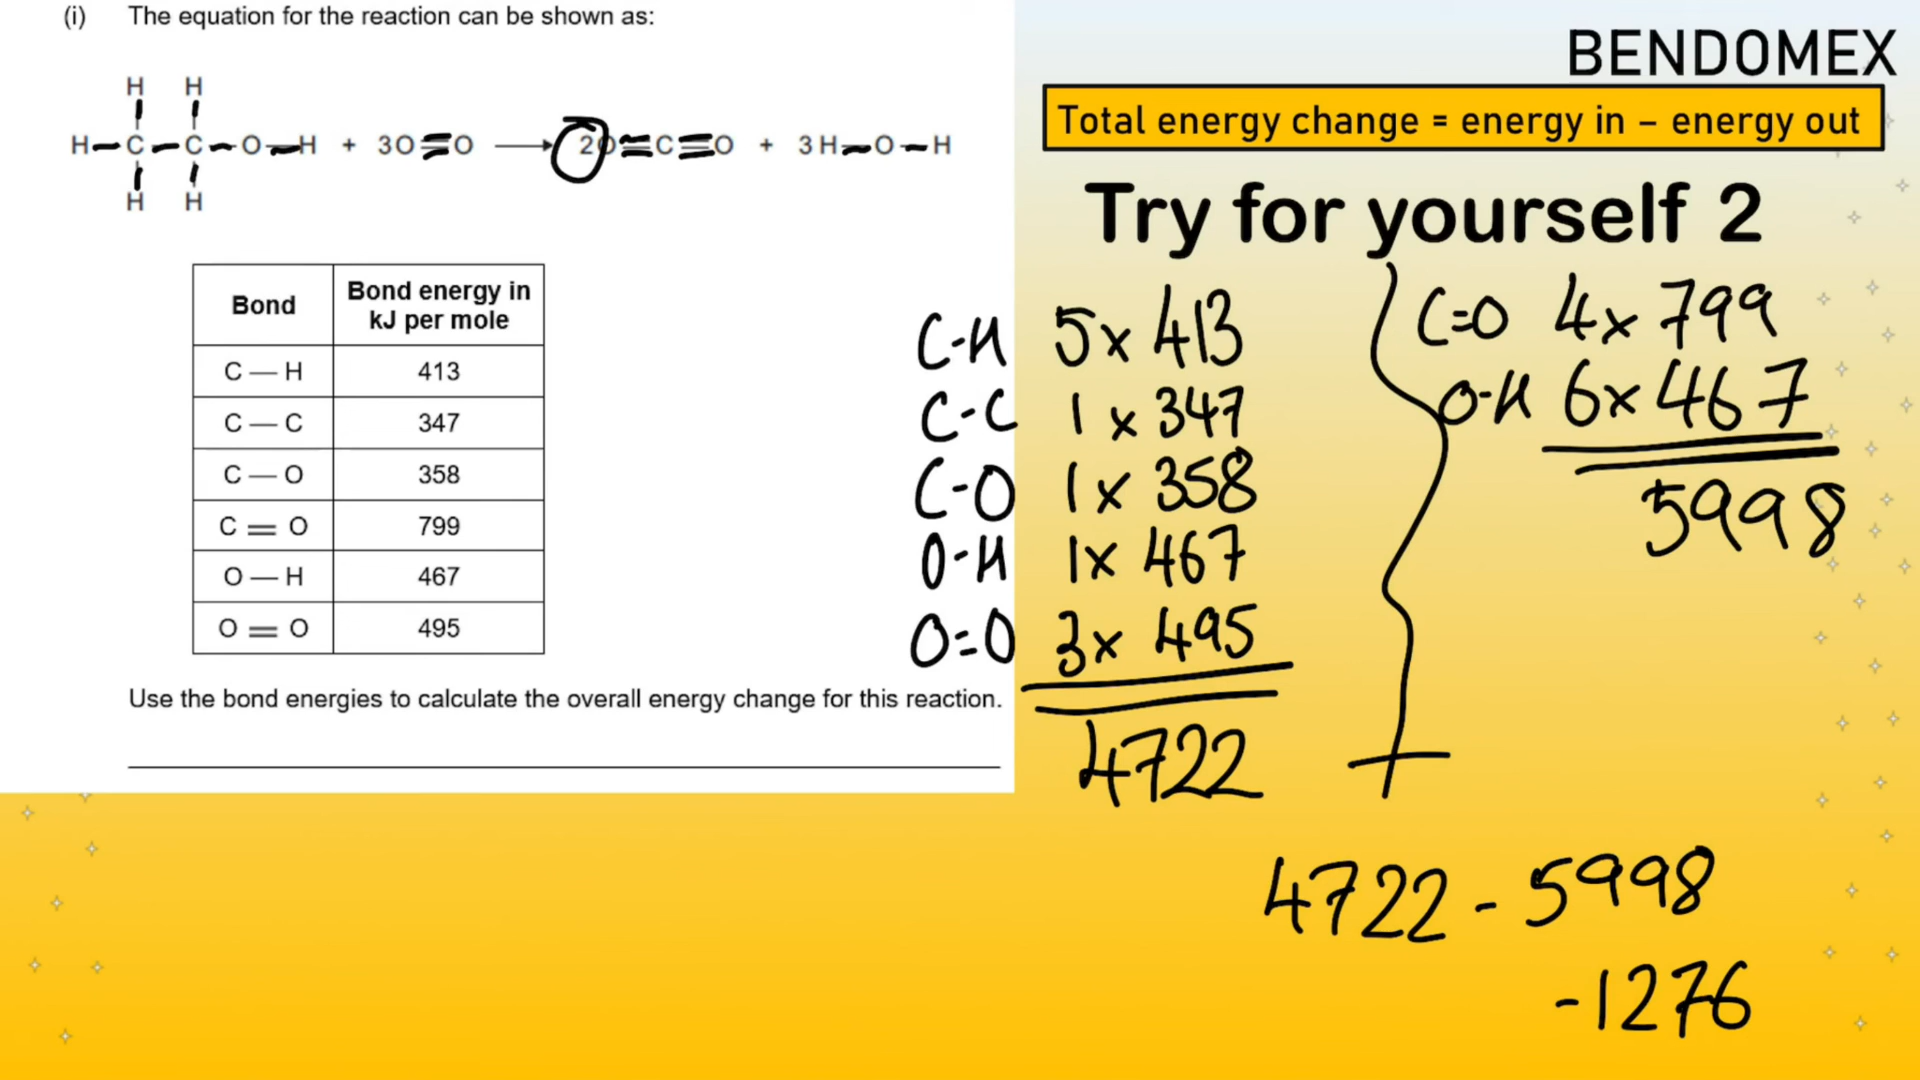 (i) The equation for the reaction can be shown as:
H H
H C C O H + 3O O → 2O C O + 3H O H
H H
Bond Bond energy in kJ per mole
C — H 413
C — C 347
C — O 358
C = O 799
O — H 467
O = O 495
Use the bond energies to calculate the overall energy change for this reaction.
BENDOMEX
Total energy change = energy in – energy out
Try for yourself 2
C-H 5 x 413
C-C 1 x 347
C-O 1 x 358
O-H 1x 467
O=O 3x 495
4722
C=O 4x 799
O-H 6x 467
5998
4722 - 5998
-1276